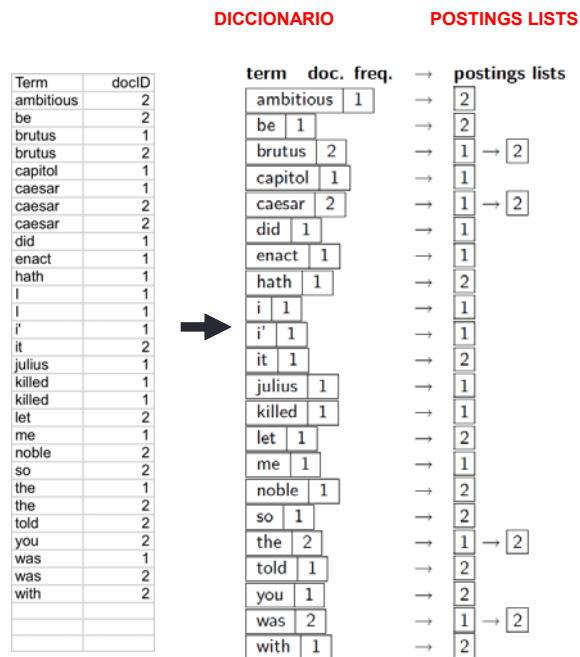 DICCIONARIO POSTINGS LISTS
Term docID
ambitious 2
be 2
brutus 1
brutus 2
capitol 1
caesar 1
caesar 2
caesar 2
did 1
enact 1
hath 1
I 1
I 1
i' 1
it 2
julius 1
killed 1
killed 1
let 2
me 1
noble 2
so 2
the 1
the 2
told 2
you 2
was 1
was 2
with 2
term doc. freq. → postings lists
ambitious 1 → 2
be 1 → 2
brutus 2 → 1 → 2
capitol 1 → 1
caesar 2 → 1 → 2
did 1 → 1
enact 1 → 1
hath 1 → 2
i 1 → 1
i' 1 → 1
it 1 → 2
julius 1 → 1
killed 1 → 1
let 1 → 2
me 1 → 1
noble 1 → 2
so 1 → 2
the 2 → 1 → 2
told 1 → 2
you 1 → 2
was 2 → 1 → 2
with 1 → 2